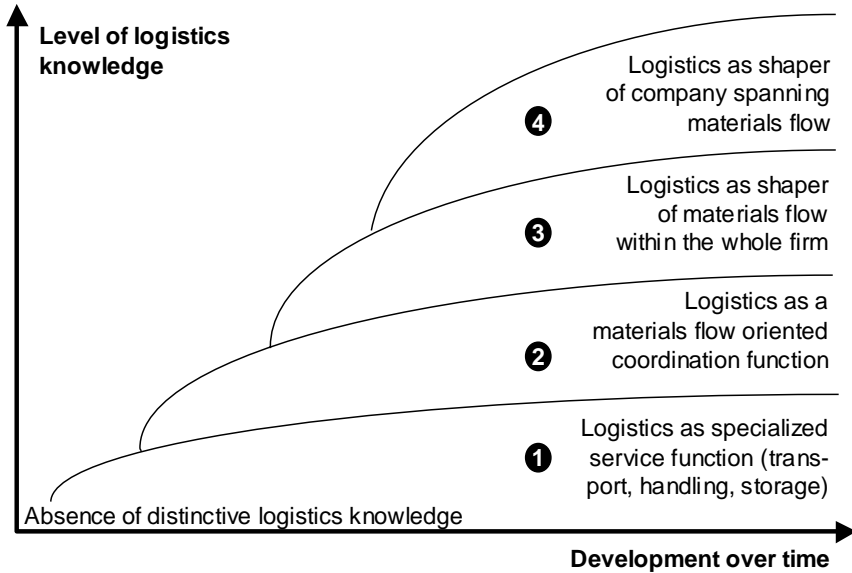 Level of logistics
knowledge
Logistics as shaper
of company spanning
materials flow
4
Logistics as shaper
of materials flow
within the whole firm
3
Logistics as a
materials flow oriented
coordination function
2
Logistics as specialized
service function (trans-
port, handling, storage)
1
Absence of distinctive logistics knowledge
Development over time